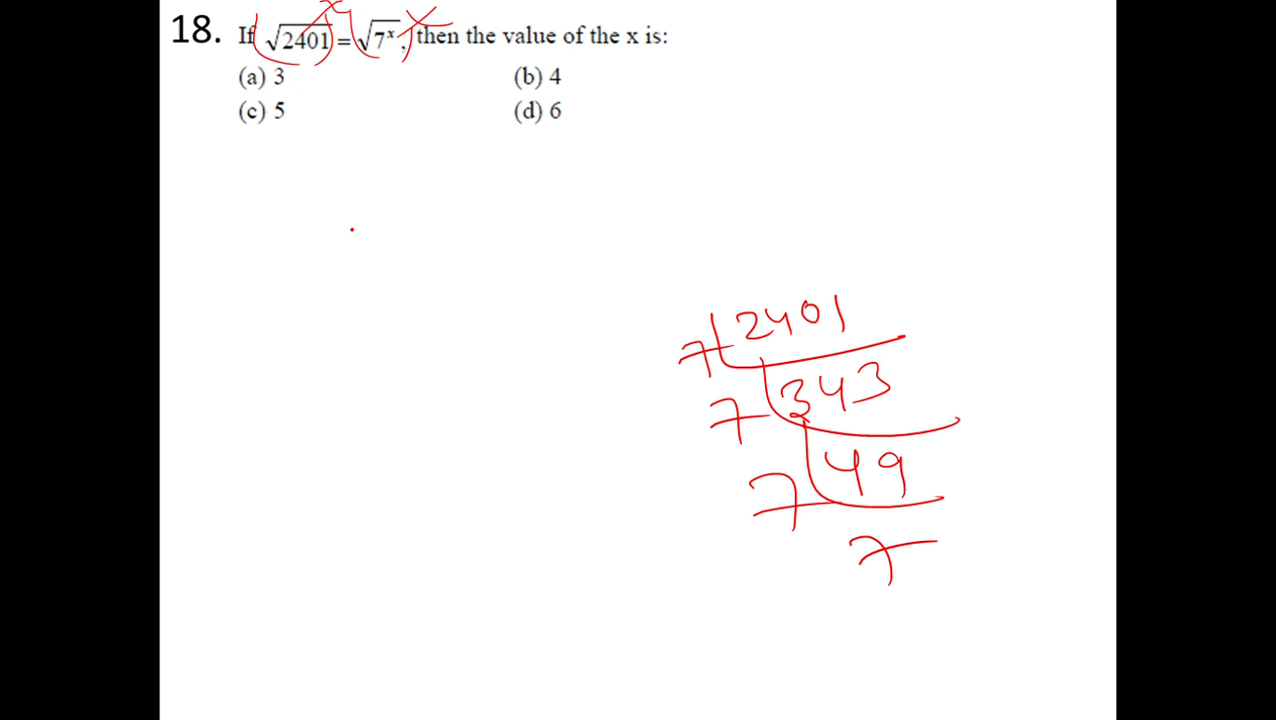 18. If √2401 = √7ˣ, then the value of the x is:
(a) 3 (b) 4
(c) 5 (d) 6
7 2401
7 343
7 49
7